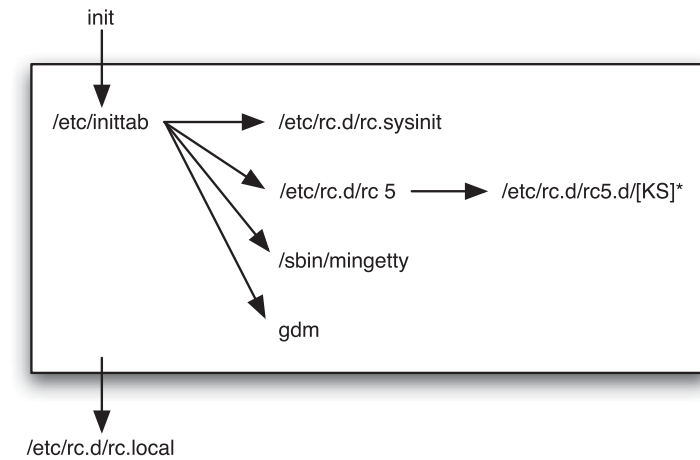 init
/etc/inittab
/etc/rc.d/rc.sysinit
/etc/rc.d/rc 5
/etc/rc.d/rc5.d/[KS]*
/sbin/mingetty
gdm
/etc/rc.d/rc.local